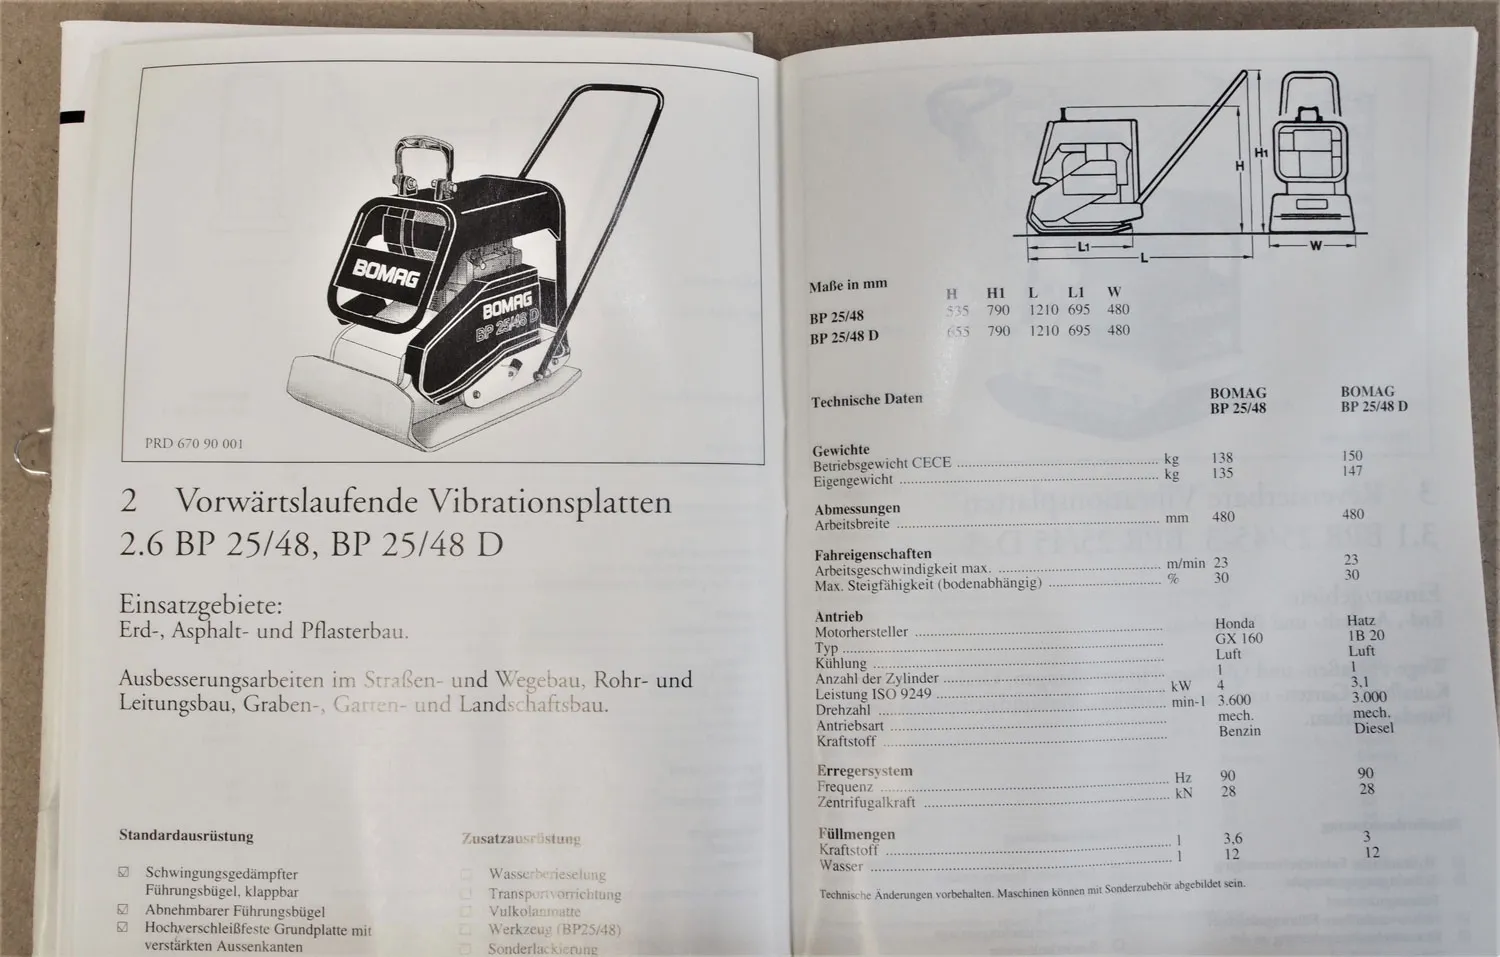 BOMAG
BOMAG
BP 25/48 D
PRD 670 90 001
2 Vorwärtslaufende Vibrationsplatten
2.6 BP 25/48, BP 25/48 D
Einsatzgebiete:
Erd-, Asphalt- und Pflasterbau.
Ausbesserungsarbeiten im Straßen- und Wegebau, Rohr- und
Leitungsbau, Graben-, Garten- und Landschaftsbau.
Standardausrüstung
☑ Schwingungsgedämpfter
Führungsbügel, klappbar
☑ Abnehmbarer Führungsbügel
☑ Hochverschleißfeste Grundplatte mit
verstärkten Aussenkanten
Zusatzausrüstung
☐ Wasserberieselung
☐ Transportvorrichtung
☐ Vulkolanmatte
☐ Werkzeug (BP25/48)
☐ Sonderlackierung
H H1
L1 W
L
Maße in mm H H1 L L1 W
BP 25/48 535 790 1210 695 480
BP 25/48 D 655 790 1210 695 480
Technische Daten BOMAG BOMAG
BP 25/48 BP 25/48 D
Gewichte
Betriebsgewicht CECE kg 138 150
Eigengewicht kg 135 147
Abmessungen
Arbeitsbreite mm 480 480
Fahreigenschaften
Arbeitsgeschwindigkeit max. m/min 23 23
Max. Steigfähigkeit (bodenabhängig) % 30 30
Antrieb
Motorhersteller Honda Hatz
Typ GX 160 1B 20
Kühlung Luft Luft
Anzahl der Zylinder 1 1
Leistung ISO 9249 kW 4 3,1
Drehzahl min-1 3.600 3.000
Antriebsart mech. mech.
Kraftstoff Benzin Diesel
Erregersystem
Frequenz Hz 90 90
Zentrifugalkraft kN 28 28
Füllmengen
Kraftstoff l 3,6 3
Wasser l 12 12
Technische Änderungen vorbehalten. Maschinen können mit Sonderzubehör abgebildet sein.